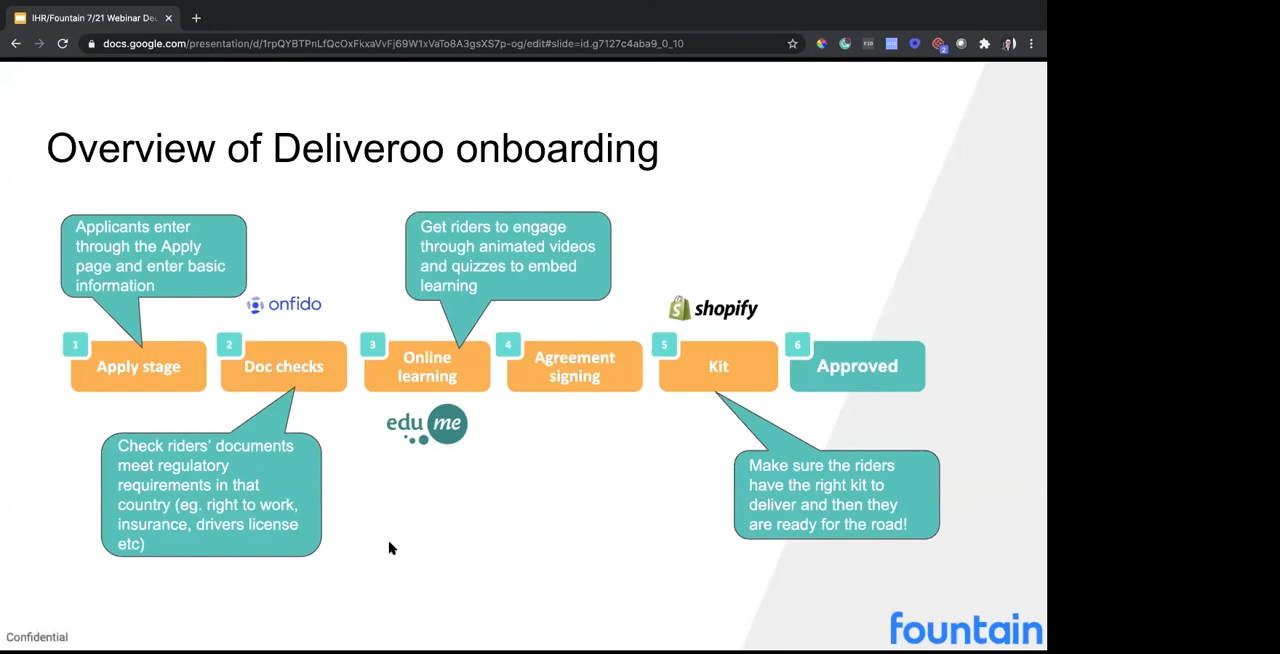 IHR/Fountain 7/21 Webinar De
docs.google.com/presentation/d/1rpQYBTPnLfQcOxFkxaVvFj69W1xVaTo8A3gsXS7p-og/edit#slide=id.g7127c4aba9_0_10
2
Overview of Deliveroo onboarding
Applicants enter
through the Apply
page and enter basic
information
Get riders to engage
through animated videos
and quizzes to embed
learning
onfido
shopify
1
Apply stage
2
Doc checks
3
Online
learning
4
Agreement
signing
5
Kit
6
Approved
edu me
Check riders' documents
meet regulatory
requirements in that
country (eg. right to work,
insurance, drivers license
etc)
Make sure the riders
have the right kit to
deliver and then they
are ready for the road!
Confidential
fountain